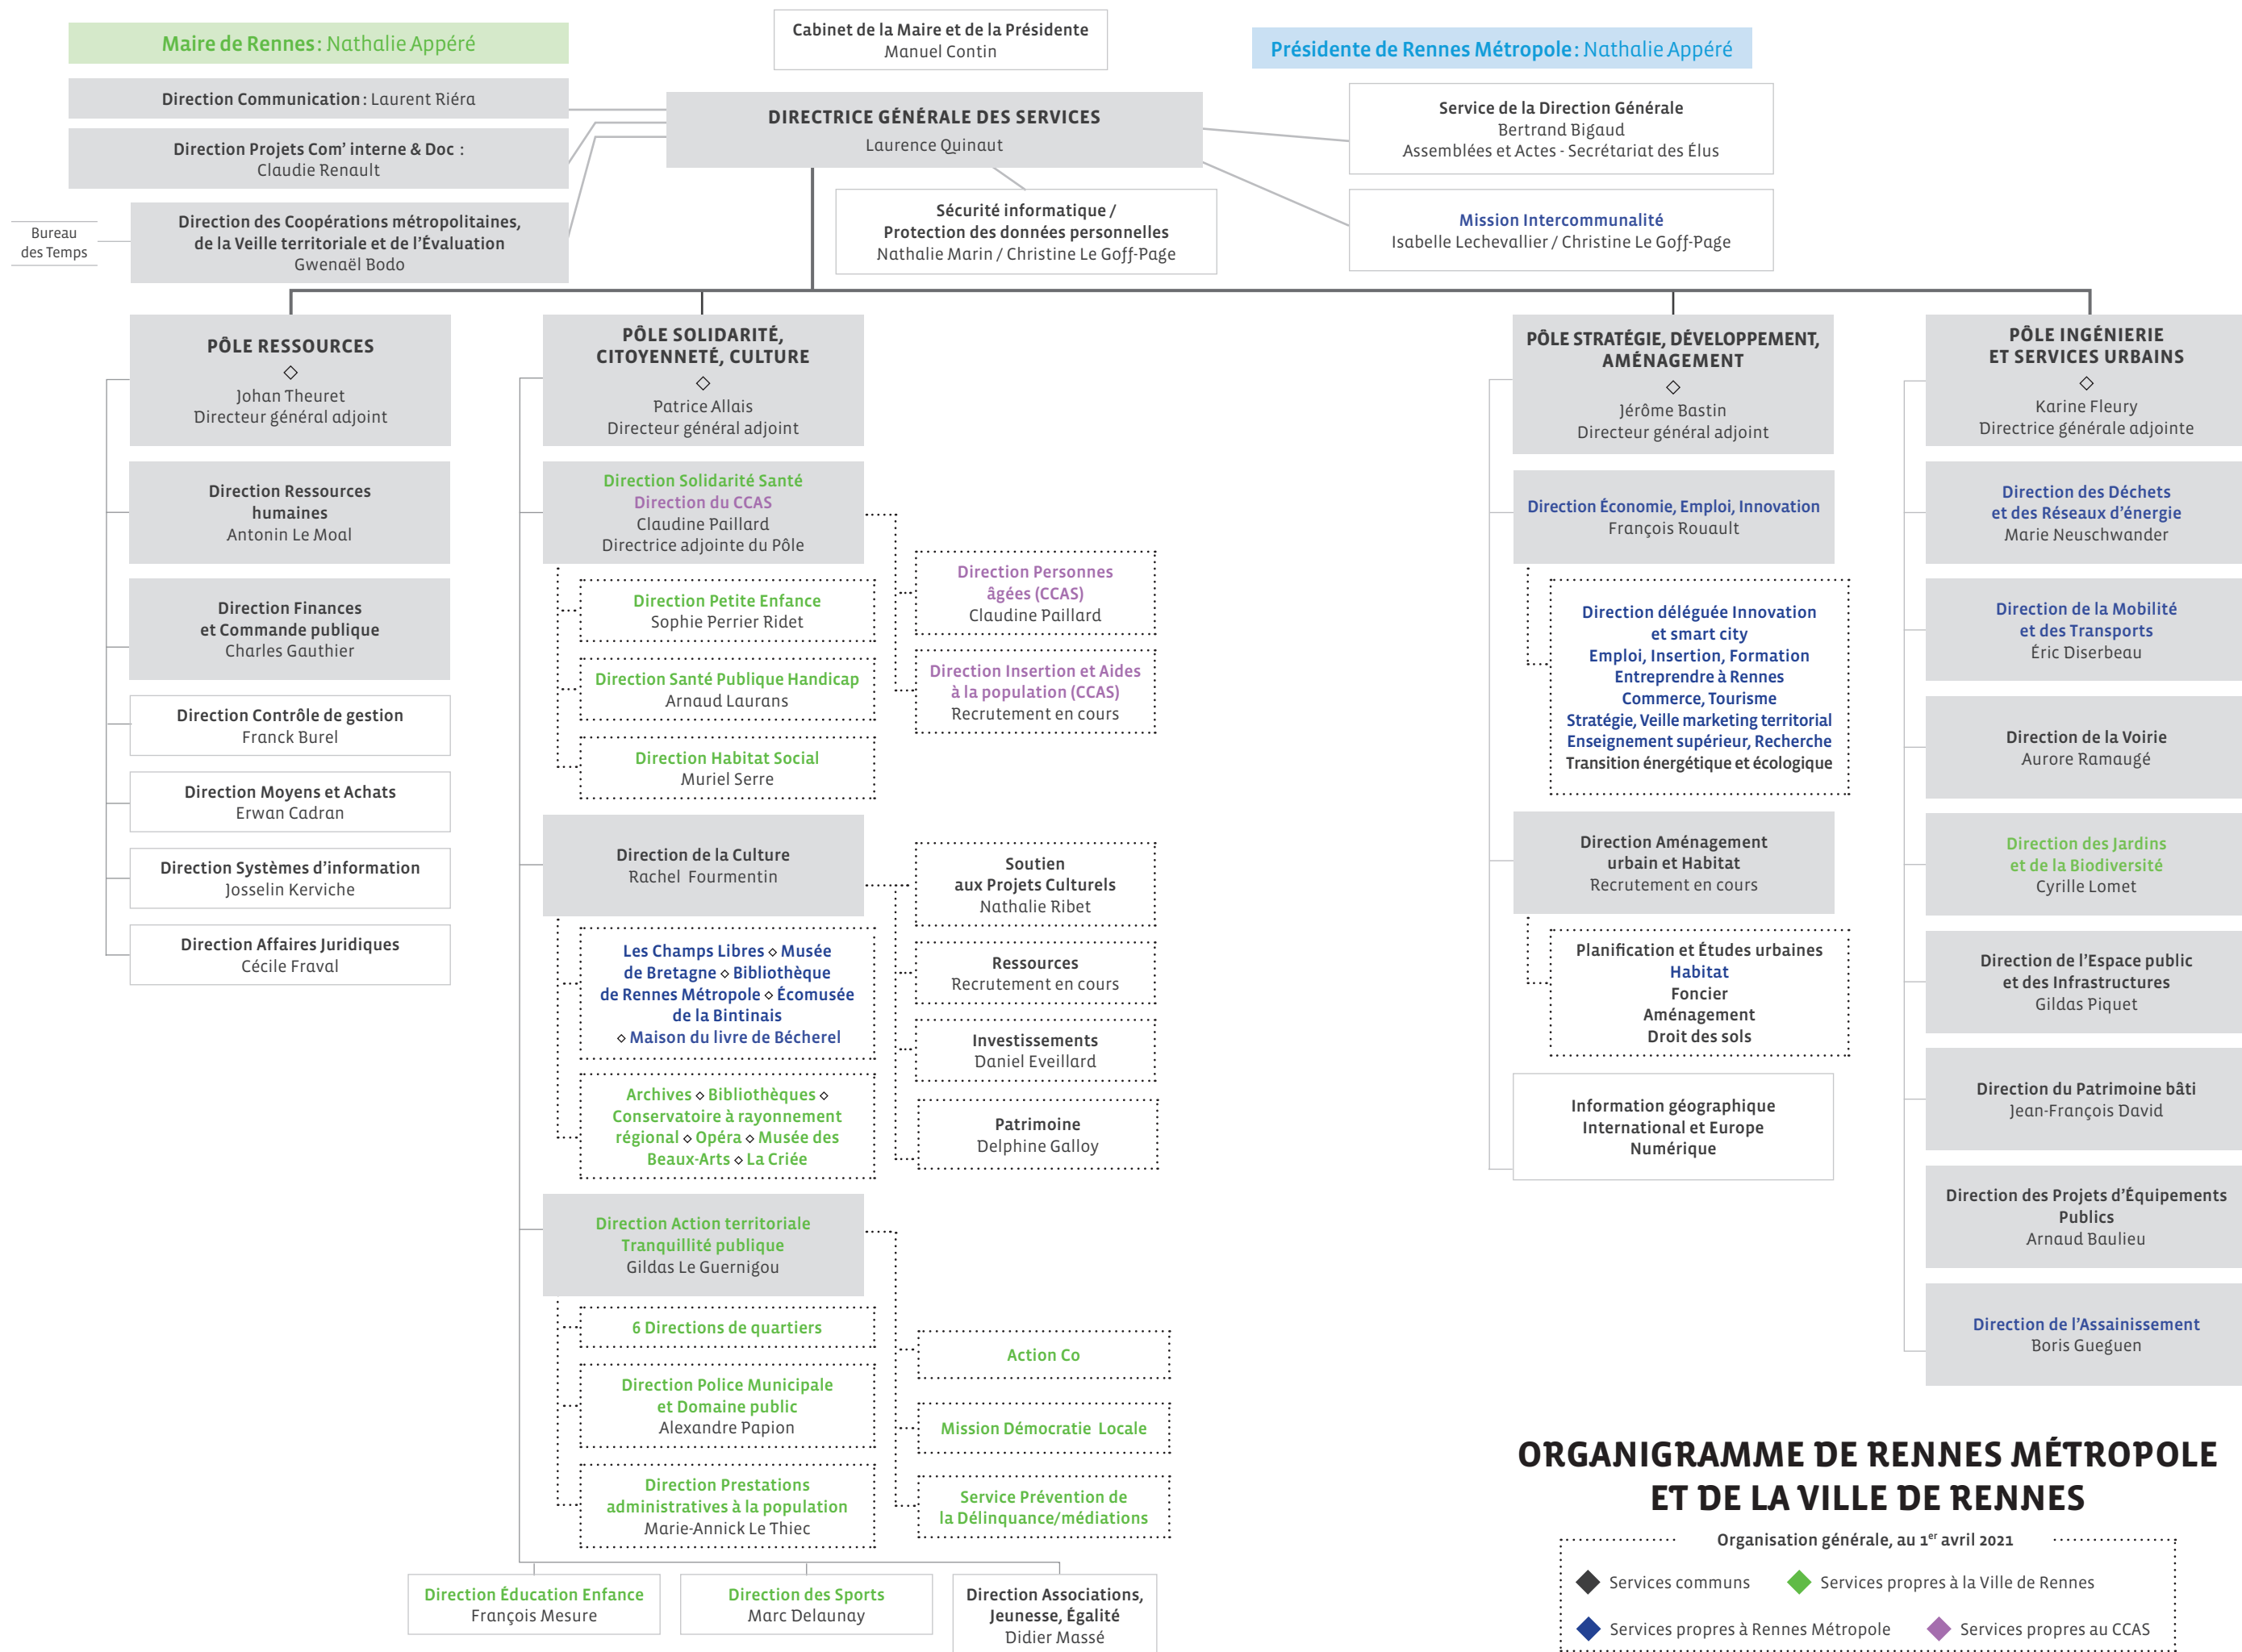 Maire de Rennes : Nathalie Appéré
Cabinet de la Maire et de la Présidente
Manuel Contin
Présidente de Rennes Métropole : Nathalie Appéré
Direction Communication : Laurent Riéra
Direction Projets Com' interne & Doc :
Claudie Renault
Bureau
des Temps
Direction des Coopérations métropolitaines,
de la Veille territoriale et de l'Évaluation
Gwenaël Bodo
DIRECTRICE GÉNÉRALE DES SERVICES
Laurence Quinaut
Sécurité informatique /
Protection des données personnelles
Nathalie Marin / Christine Le Goff-Page
Service de la Direction Générale
Bertrand Bigaud
Assemblées et Actes - Secrétariat des Élus
Mission Intercommunalité
Isabelle Lechevallier / Christine Le Goff-Page
PÔLE RESSOURCES
◇
Johan Theuret
Directeur général adjoint
Direction Ressources
humaines
Antonin Le Moal
Direction Finances
et Commande publique
Charles Gauthier
Direction Contrôle de gestion
Franck Burel
Direction Moyens et Achats
Erwan Cadran
Direction Systèmes d'information
Josselin Kerviche
Direction Affaires Juridiques
Cécile Fraval
PÔLE SOLIDARITÉ,
CITOYENNETÉ, CULTURE
◇
Patrice Allais
Directeur général adjoint
Direction Solidarité Santé
Direction du CCAS
Claudine Paillard
Directrice adjointe du Pôle
Direction Petite Enfance
Sophie Perrier Ridet
Direction Santé Publique Handicap
Arnaud Laurans
Direction Habitat Social
Muriel Serre
Direction Personnes
âgées (CCAS)
Claudine Paillard
Direction Insertion et Aides
à la population (CCAS)
Recrutement en cours
Direction de la Culture
Rachel Fourmentin
Les Champs Libres ◇ Musée
de Bretagne ◇ Bibliothèque
de Rennes Métropole ◇ Écomusée
de la Bintinais
◇ Maison du livre de Bécherel
Archives ◇ Bibliothèques ◇
Conservatoire à rayonnement
régional ◇ Opéra ◇ Musée des
Beaux-Arts ◇ La Criée
Soutien
aux Projets Culturels
Nathalie Ribet
Ressources
Recrutement en cours
Investissements
Daniel Eveillard
Patrimoine
Delphine Galloy
Direction Action territoriale
Tranquillité publique
Gildas Le Guernigou
6 Directions de quartiers
Direction Police Municipale
et Domaine public
Alexandre Papion
Direction Prestations
administratives à la population
Marie-Annick Le Thiec
Action Co
Mission Démocratie Locale
Service Prévention de
la Délinquance/médiations
Direction Éducation Enfance
François Mesure
Direction des Sports
Marc Delaunay
Direction Associations,
Jeunesse, Égalité
Didier Massé
PÔLE STRATÉGIE, DÉVELOPPEMENT,
AMÉNAGEMENT
◇
Jérôme Bastin
Directeur général adjoint
Direction Économie, Emploi, Innovation
François Rouault
Direction déléguée Innovation
et smart city
Emploi, Insertion, Formation
Entreprendre à Rennes
Commerce, Tourisme
Stratégie, Veille marketing territorial
Enseignement supérieur, Recherche
Transition énergétique et écologique
Direction Aménagement
urbain et Habitat
Recrutement en cours
Planification et Études urbaines
Habitat
Foncier
Aménagement
Droit des sols
Information géographique
International et Europe
Numérique
PÔLE INGÉNIERIE
ET SERVICES URBAINS
◇
Karine Fleury
Directrice générale adjointe
Direction des Déchets
et des Réseaux d'énergie
Marie Neuschwander
Direction de la Mobilité
et des Transports
Éric Diserbeau
Direction de la Voirie
Aurore Ramaugé
Direction des Jardins
et de la Biodiversité
Cyrille Lomet
Direction de l'Espace public
et des Infrastructures
Gildas Piquet
Direction du Patrimoine bâti
Jean-François David
Direction des Projets d'Équipements
Publics
Arnaud Baulieu
Direction de l'Assainissement
Boris Gueguen
ORGANIGRAMME DE RENNES MÉTROPOLE
ET DE LA VILLE DE RENNES
Organisation générale, au 1er avril 2021
Services communs
Services propres à la Ville de Rennes
Services propres à Rennes Métropole
Services propres au CCAS